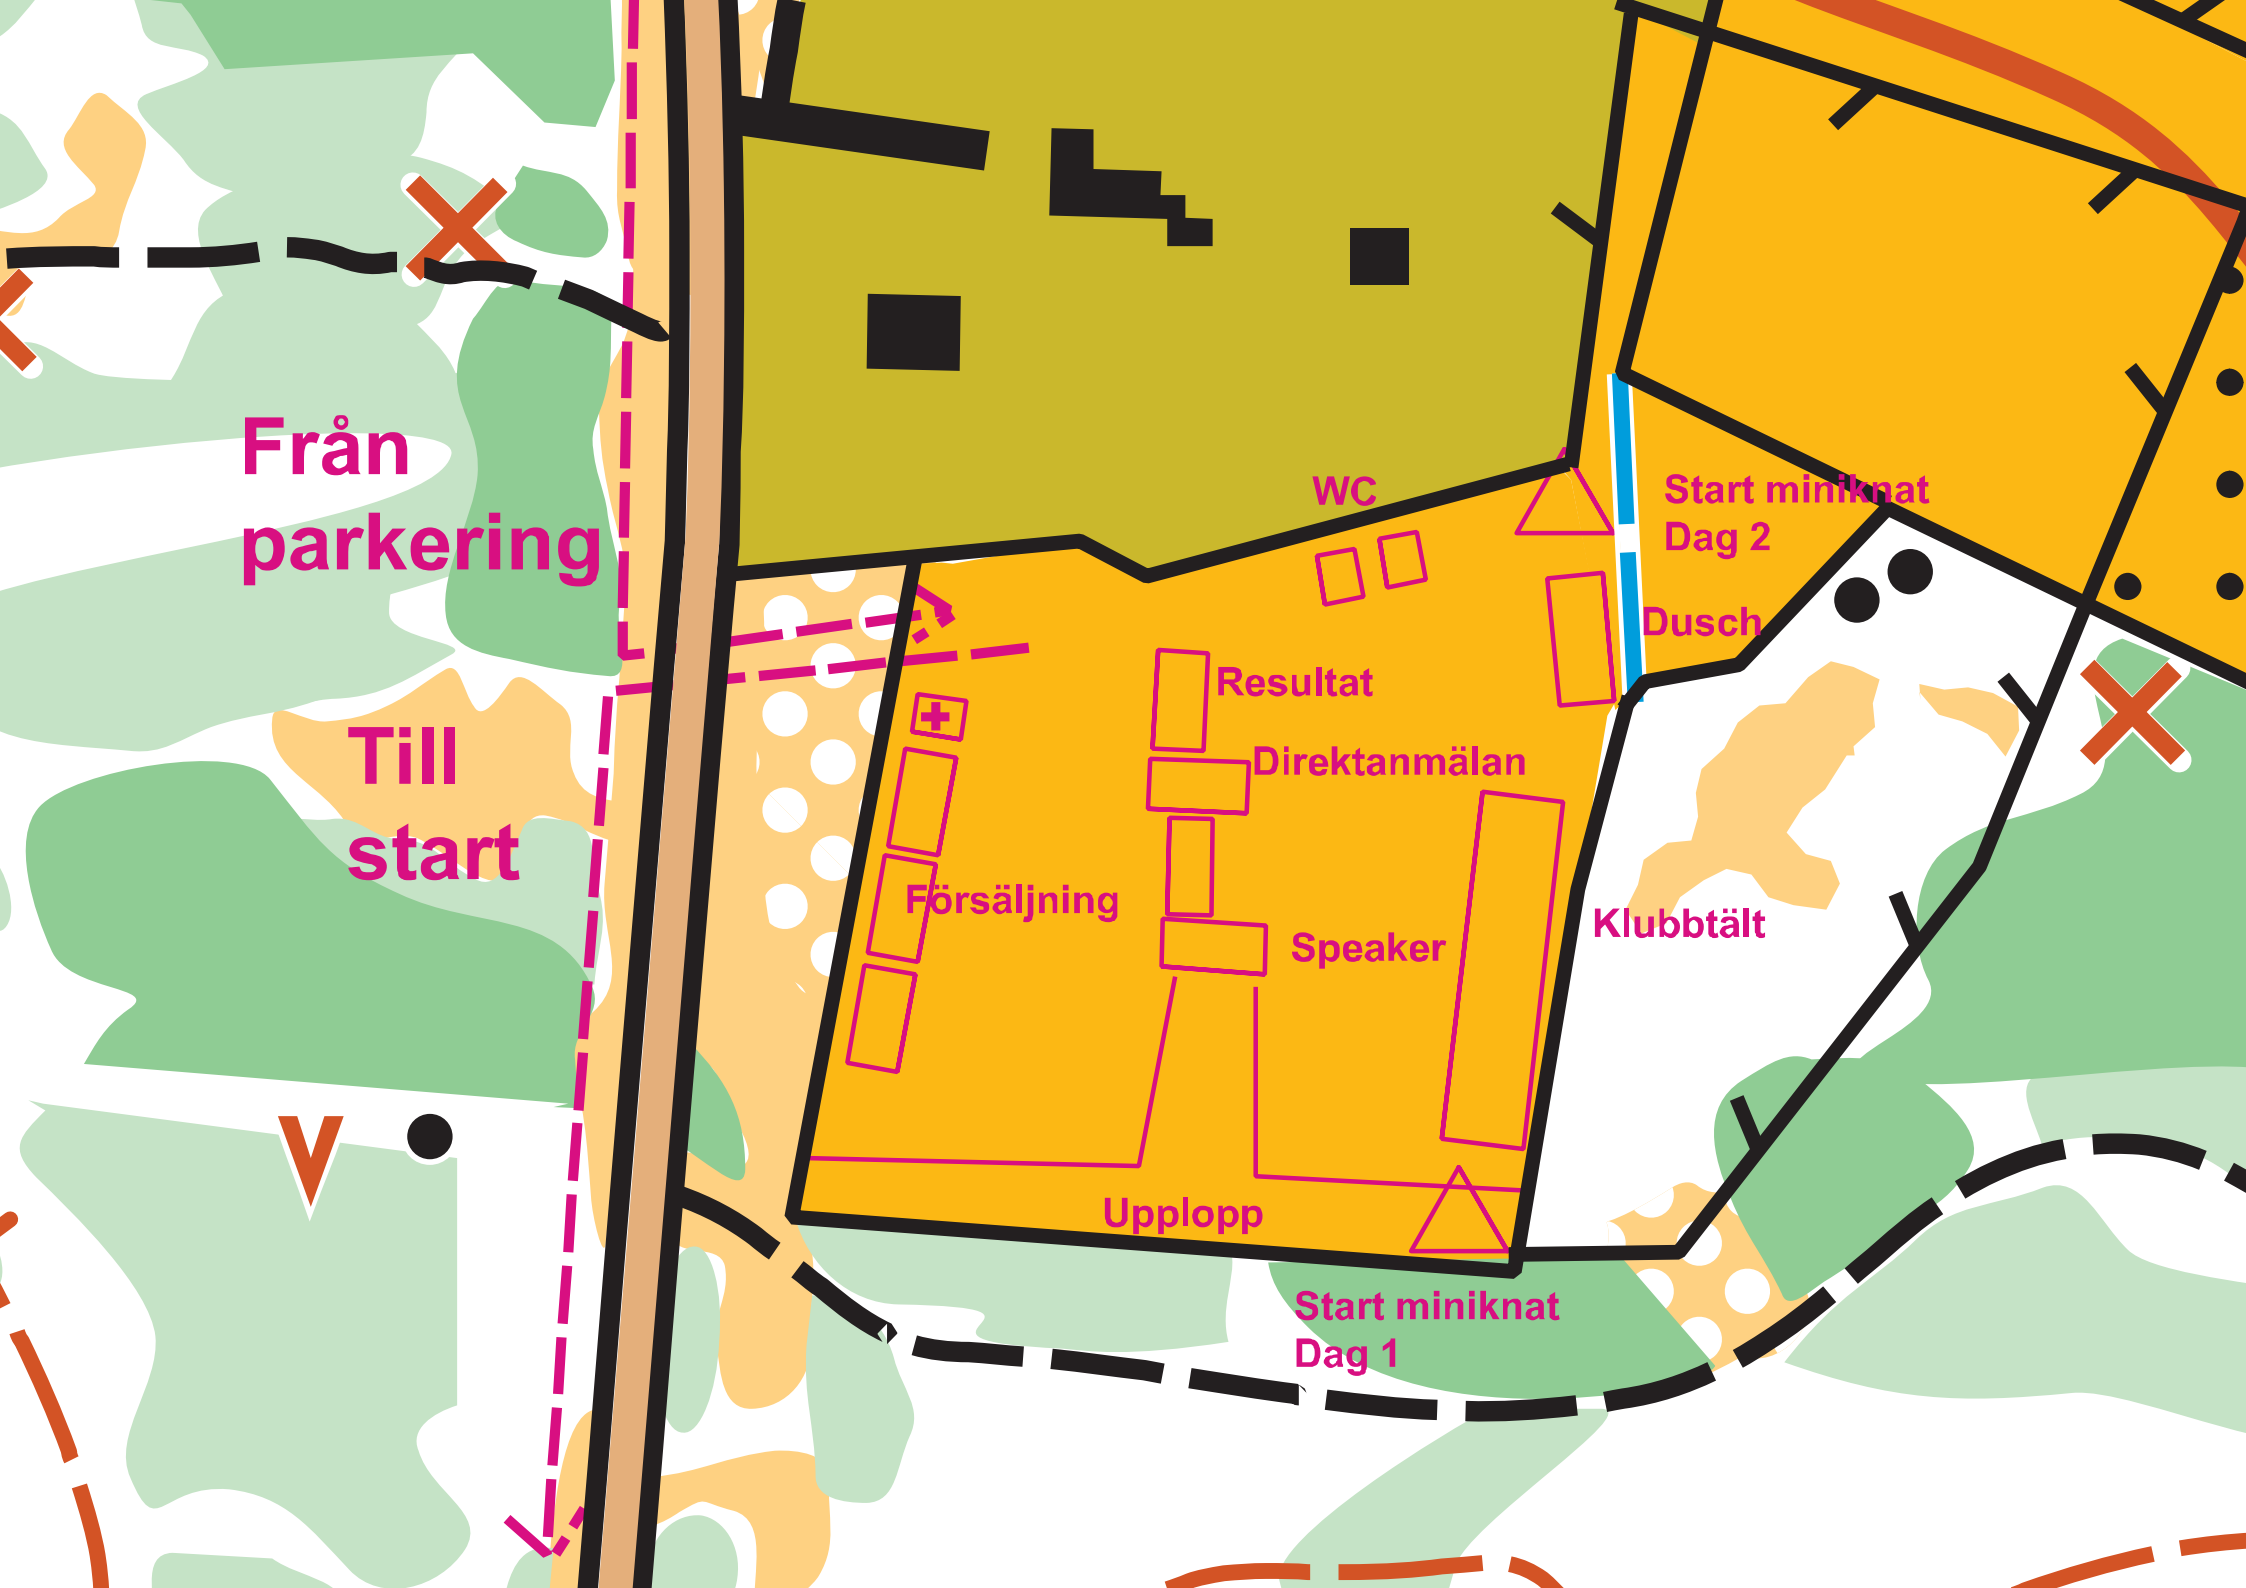 Från
parkering
WC
Start miniknat
Dag 2
Dusch
Resultat
Till
start
Direktanmälan
Försäljning
Speaker
Klubbtält
Upplopp
Start miniknat
Dag 1